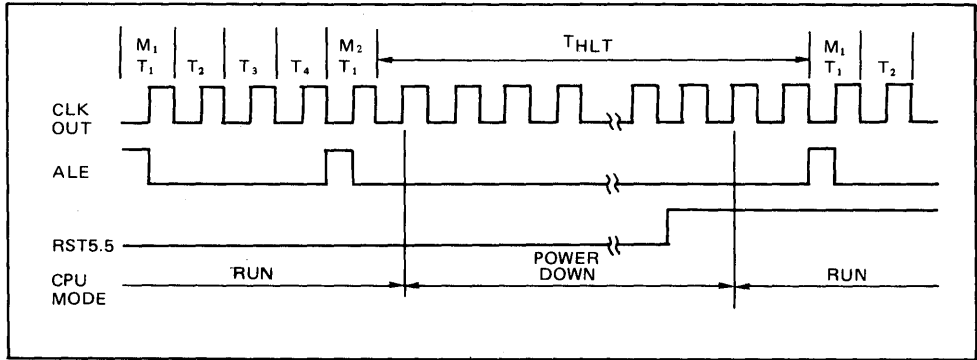 M1 M2 THLT M1
T1 T2 T3 T4 T1 T1 T2
CLK
OUT
ALE
RST5.5
CPU
MODE
RUN
POWER
DOWN
RUN